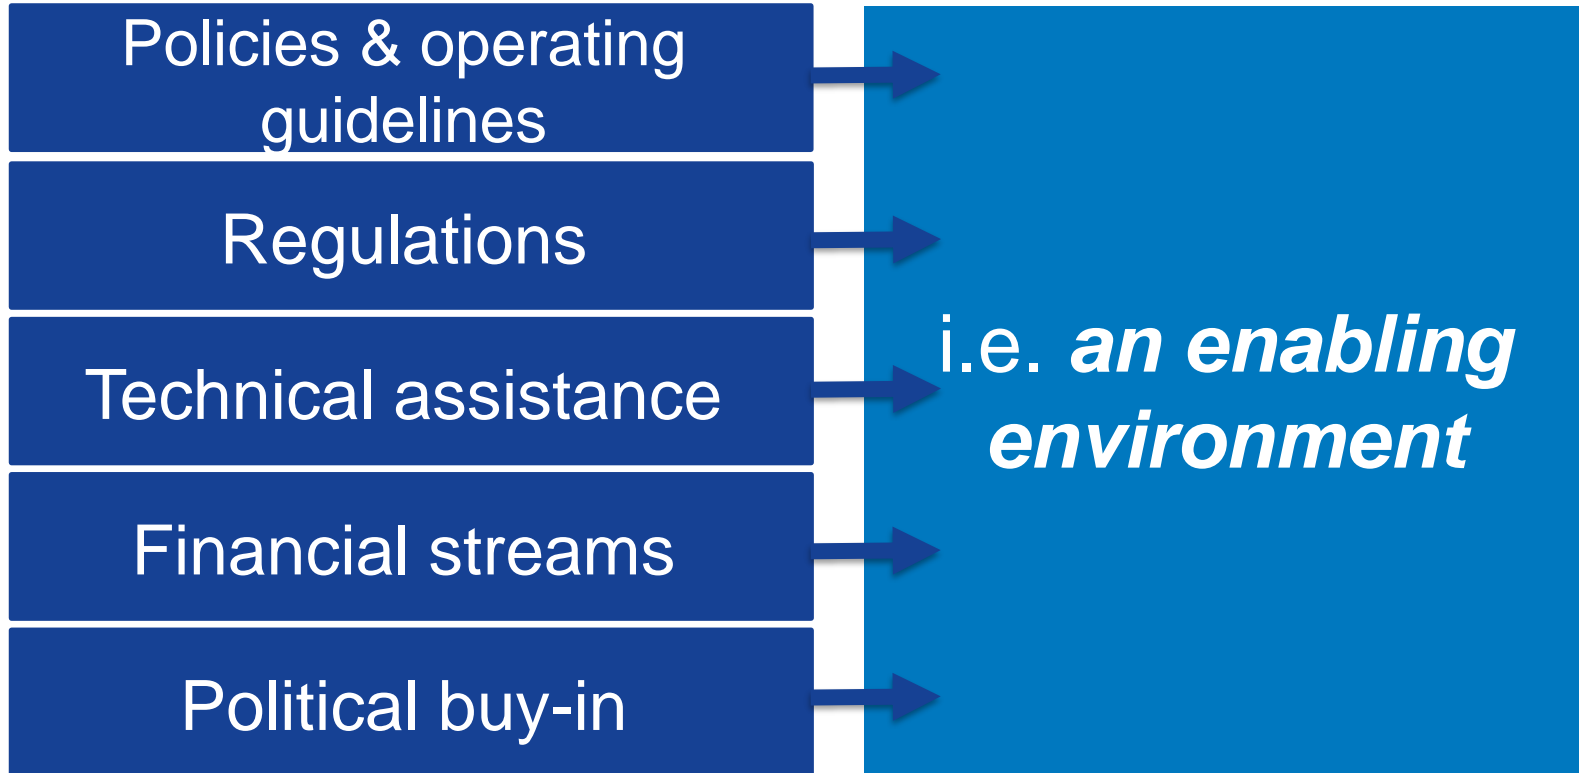 Policies & operating
guidelines
Regulations
Technical assistance
Financial streams
Political buy-in
i.e. an enabling
environment